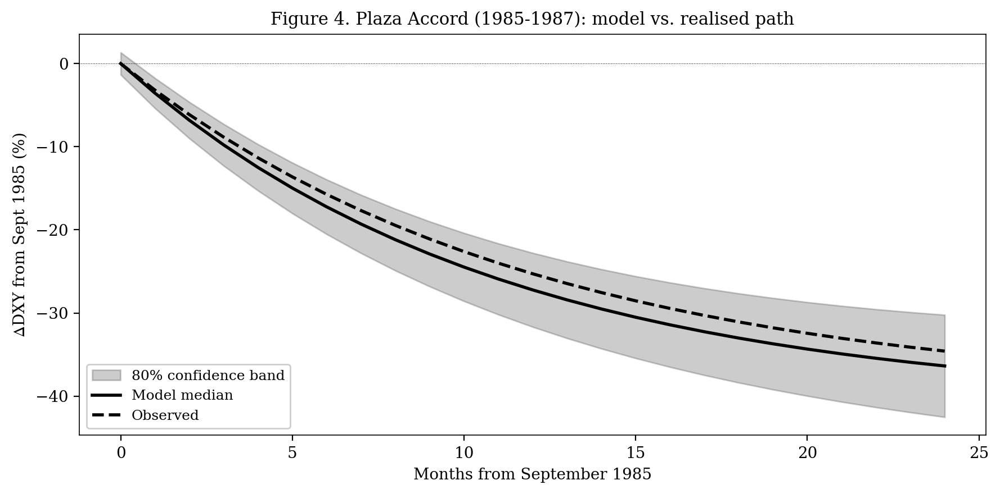 Figure 4. Plaza Accord (1985-1987): model vs. realised path
ΔDXY from Sept 1985 (%)
0
−10
−20
−30
−40
80% confidence band
Model median
Observed
0 5 10 15 20 25
Months from September 1985